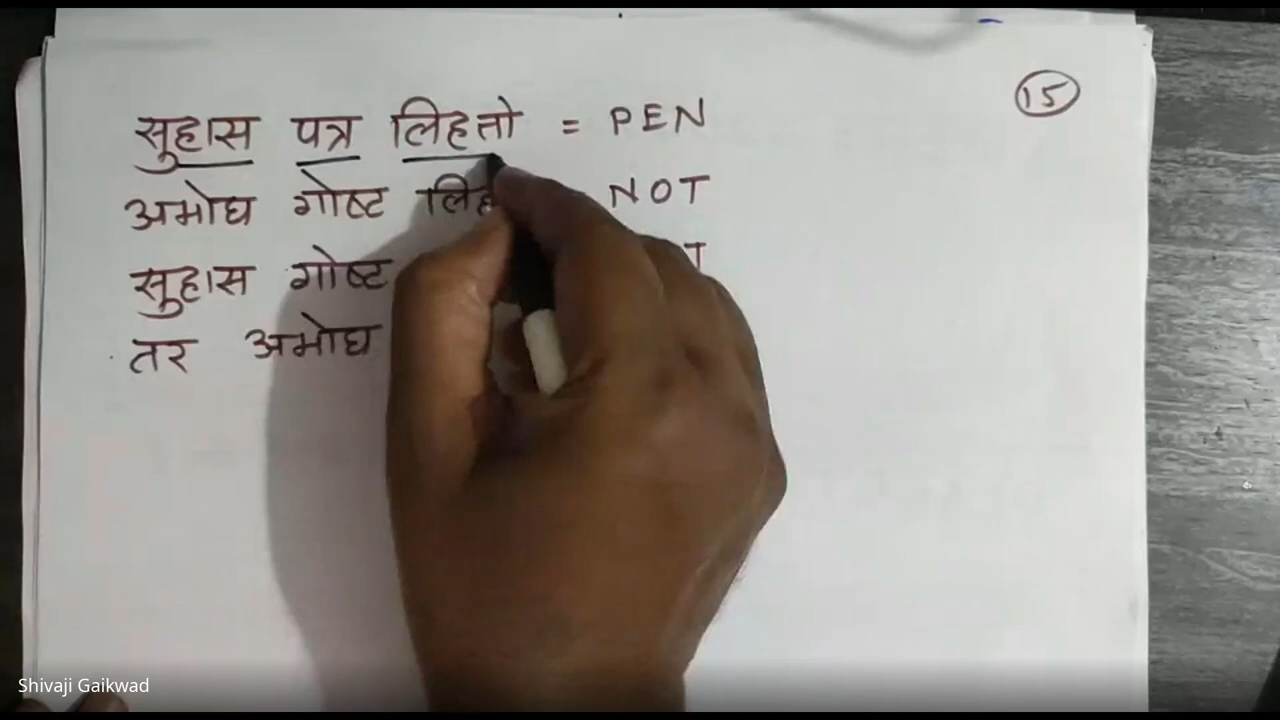 15
सुहास पत्र लिहतो = PEN
अमोघ गोष्ट NOT
सुहास गोष्ट
तर अमोघ
Shivaji Gaikwad